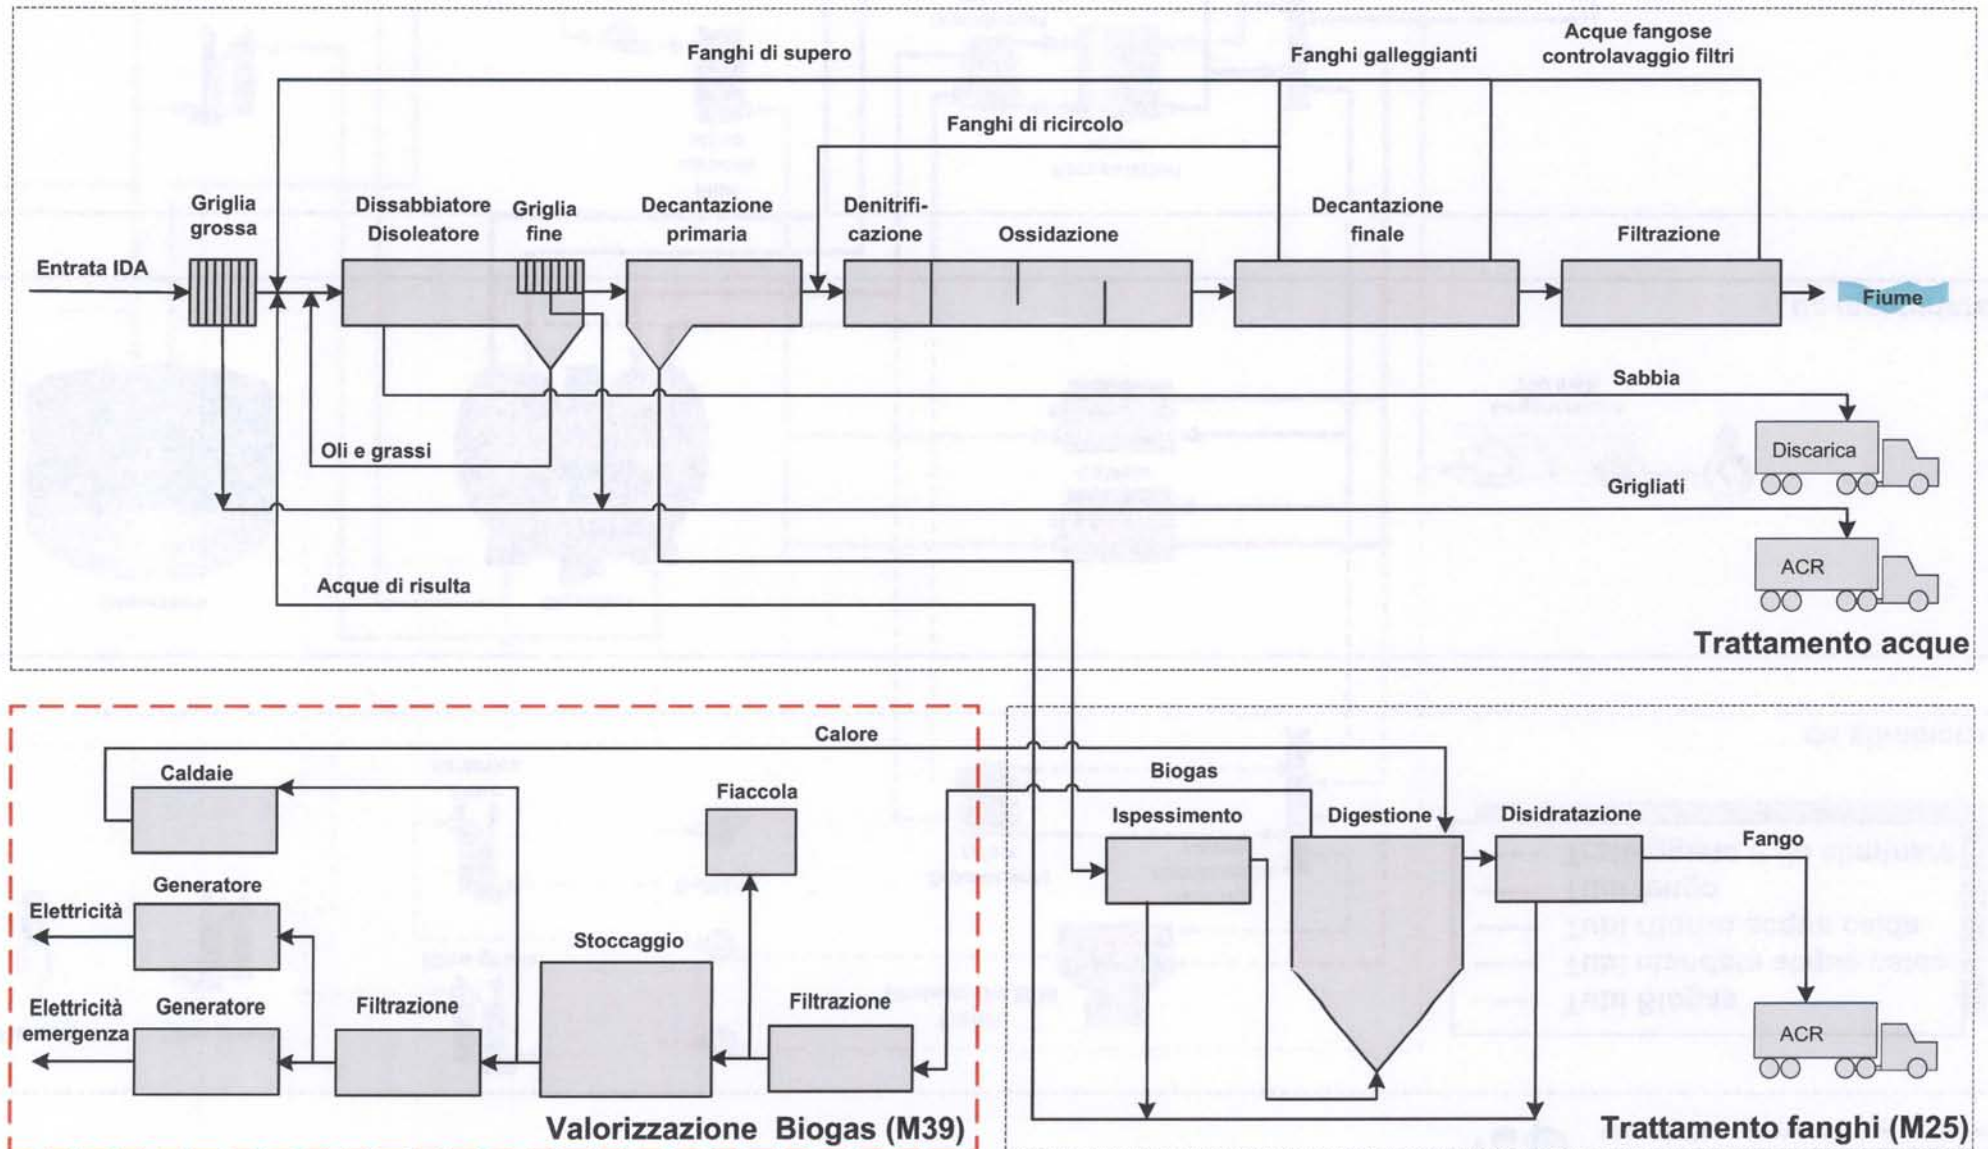 Fanghi di supero
Fanghi galleggianti
Acque fangose
controlavaggio filtri
Fanghi di ricircolo
Griglia
grossa
Dissabbiatore
Disoleatore
Griglia
fine
Decantazione
primaria
Denitrifi-
cazione
Ossidazione
Decantazione
finale
Filtrazione
Entrata IDA
Fiume
Sabbia
Discarica
Oli e grassi
Grigliati
ACR
Acque di risulta
Trattamento acque
Calore
Caldaie
Fiaccola
Biogas
Ispessimento
Digestione
Disidratazione
Fango
Generatore
Elettricità
Stoccaggio
Elettricità
emergenza
Generatore
Filtrazione
Filtrazione
ACR
Valorizzazione Biogas (M39)
Trattamento fanghi (M25)